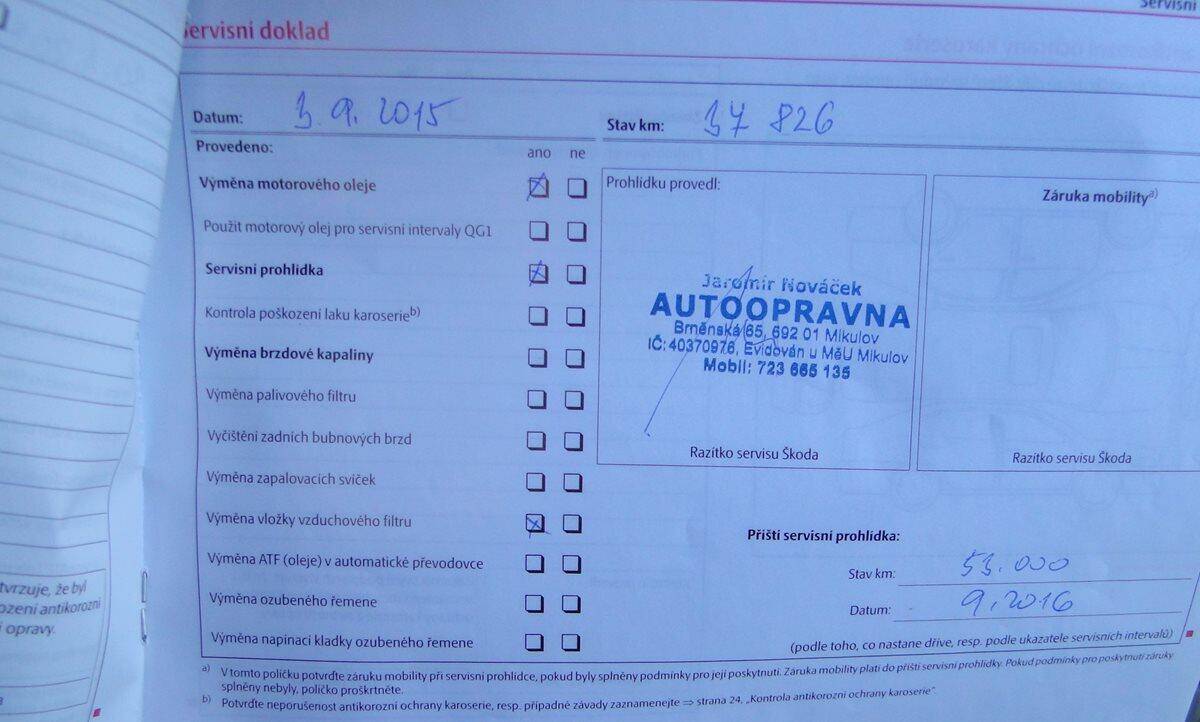 Servisní
Servisní doklad
Datum: 3. 9. 2015
Stav km: 37 826
Provedeno:
ano ne
Výměna motorového oleje
Použit motorový olej pro servisní intervaly QG1
Servisní prohlídka
Kontrola poškození laku karoserie b)
Výměna brzdové kapaliny
Výměna palivového filtru
Vyčištění zadních bubnových brzd
Výměna zapalovacích svíček
Výměna vložky vzduchového filtru
Výměna ATF (oleje) v automatické převodovce
Výměna ozubeného řemene
Výměna napínací kladky ozubeného řemene
Prohlídku provedl:
Jaromír Nováček
AUTOOPRAVNA
Brněnská 65, 692 01 Mikulov
IČ: 40370976, Evidován u MěU Mikulov
Mobil: 723 665 135
Razítko servisu Škoda
Záruka mobility a)
Razítko servisu Škoda
Příští servisní prohlídka:
Stav km: 53.000
Datum: 9.2016
(podle toho, co nastane dříve, resp. podle ukazatele servisních intervalů)
a) V tomto políčku potvrďte záruku mobility při servisní prohlídce, pokud byly splněny podmínky pro její poskytnutí. Záruka mobility platí do příští servisní prohlídky. Pokud podmínky pro poskytnutí záruky
splněny nebyly, políčko proškrtněte.
b) Potvrďte neporušenost antikorozní ochrany karoserie, resp. případné závady zaznamenejte ⇒ strana 24, „Kontrola antikorozní ochrany karoserie“.
tvrzuje, že byl
ození antikorozní
opravy.